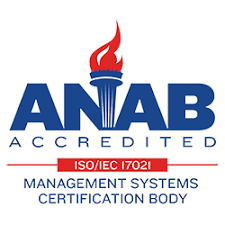 ANAB
ACCREDITED
ISO/IEC 17021
MANAGEMENT SYSTEMS
CERTIFICATION BODY